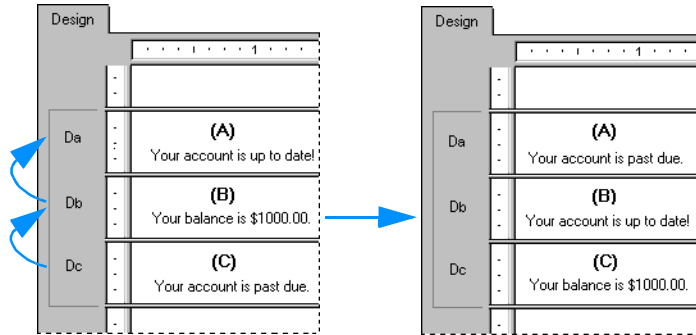 Design
1
Da
(A)
Your account is up to date!
Db
(B)
Your balance is $1000.00.
Dc
(C)
Your account is past due.
Design
1
Da
(A)
Your account is past due.
Db
(B)
Your account is up to date!
Dc
(C)
Your balance is $1000.00.